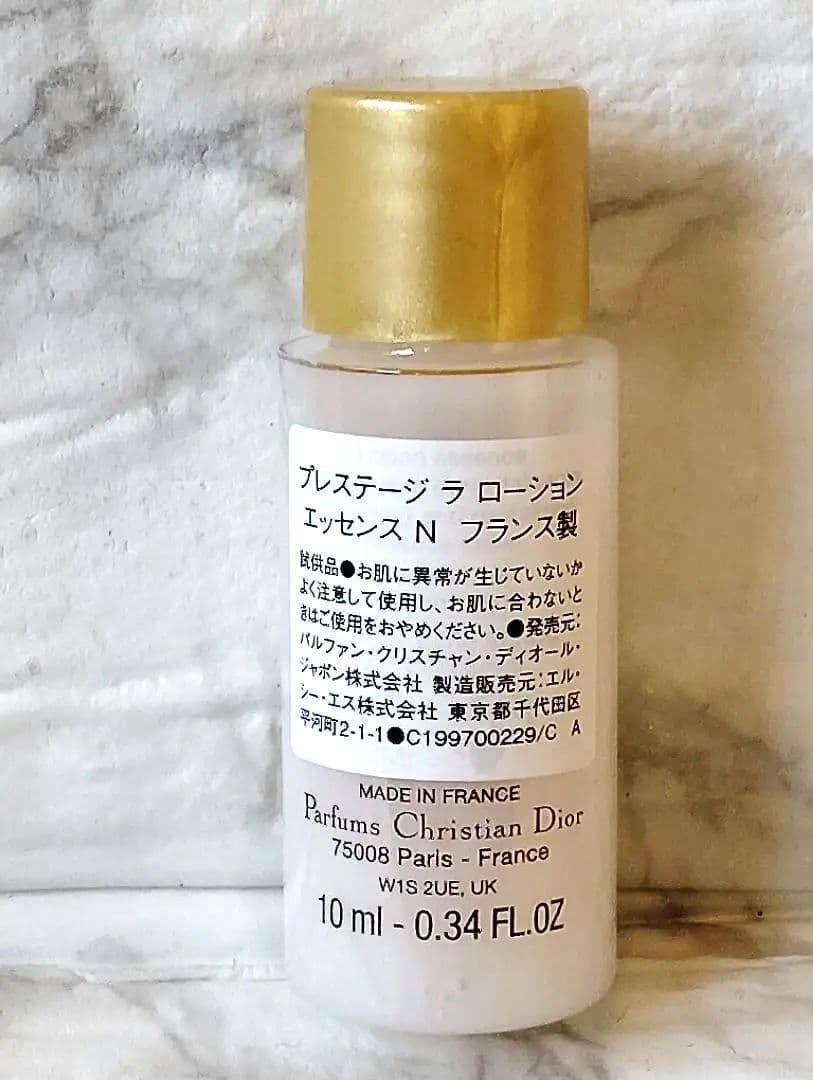 プレステージ ラ ローション
エッセンス N フランス製
試供品●お肌に異常が生じていないか
よく注意して使用し、お肌に合わないと
きはご使用をおやめください。●発売元:
パルファン・クリスチャン・ディオール・
ジャポン株式会社 製造販売元:エル・
シー・エス株式会社 東京都千代田区
平河町2-1-1●C199700229/C A
MADE IN FRANCE
Parfums Christian Dior
75008 Paris - France
W1S 2UE, UK
10 ml - 0.34 FL.OZ